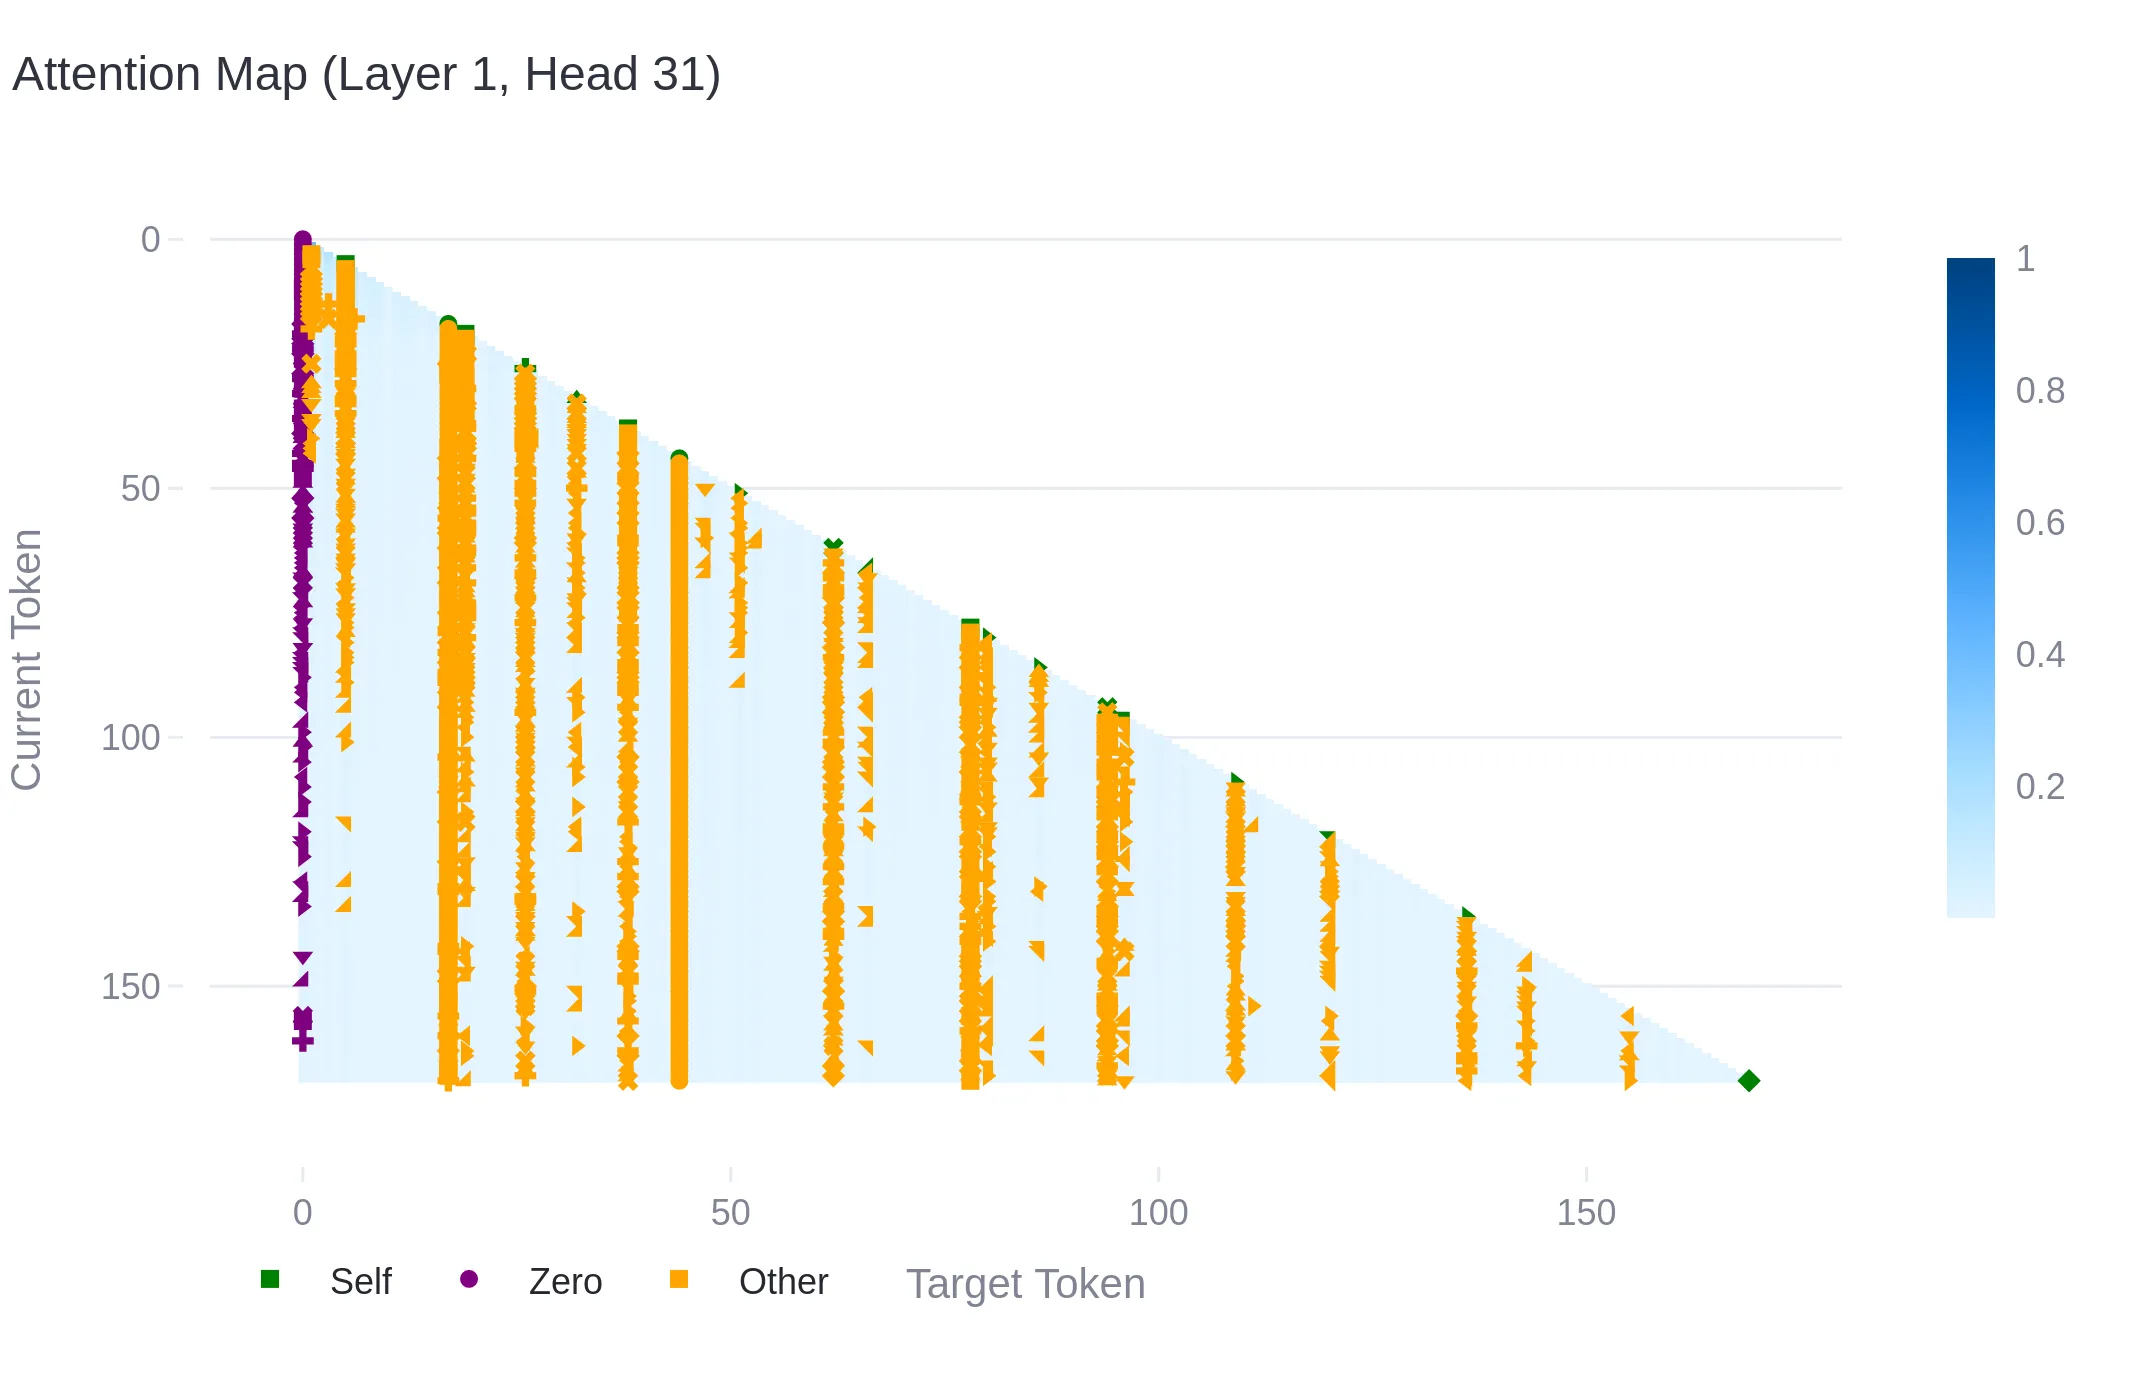 Attention Map (Layer 1, Head 31)
0
50
100
150
Current Token
1
0.8
0.6
0.4
0.2
0 50 100 150
Self Zero Other Target Token